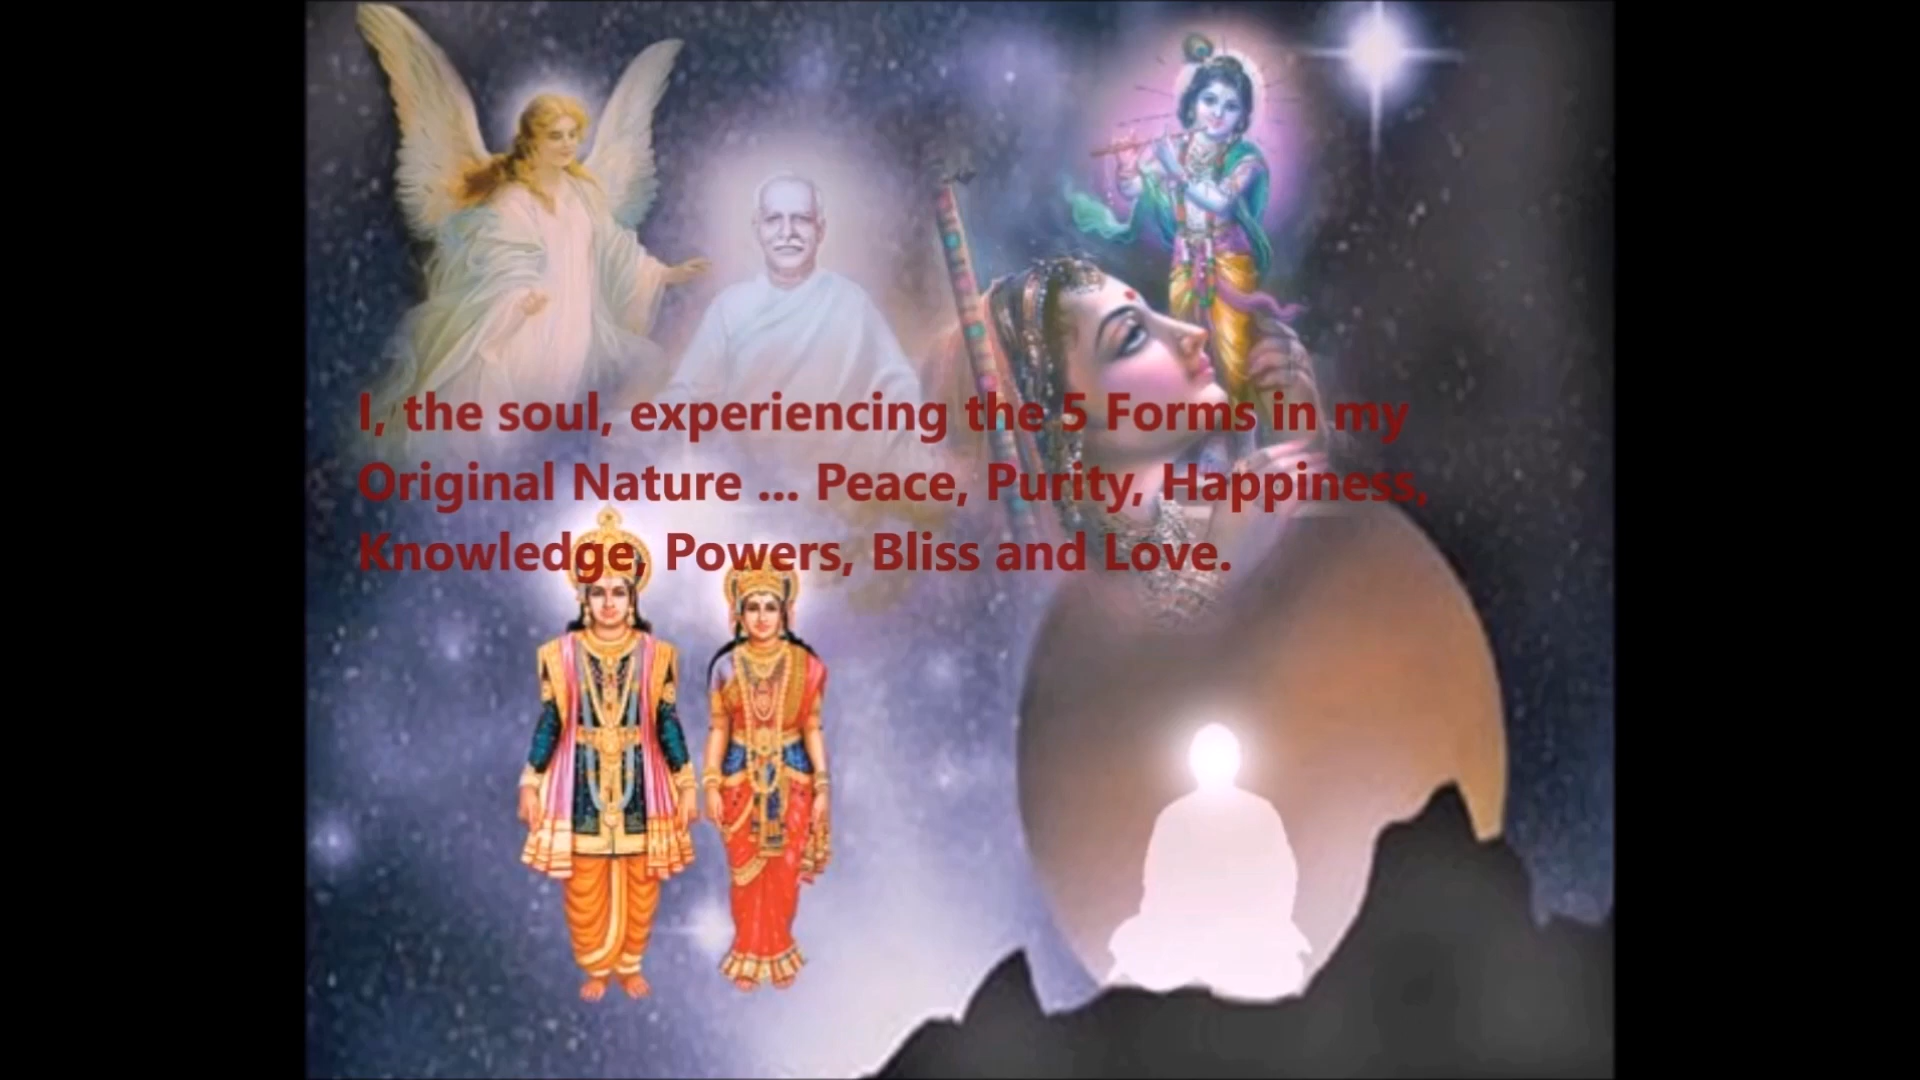 I, the soul, experiencing the 5 Forms in my
Original Nature ... Peace, Purity, Happiness,
Knowledge, Powers, Bliss and Love.